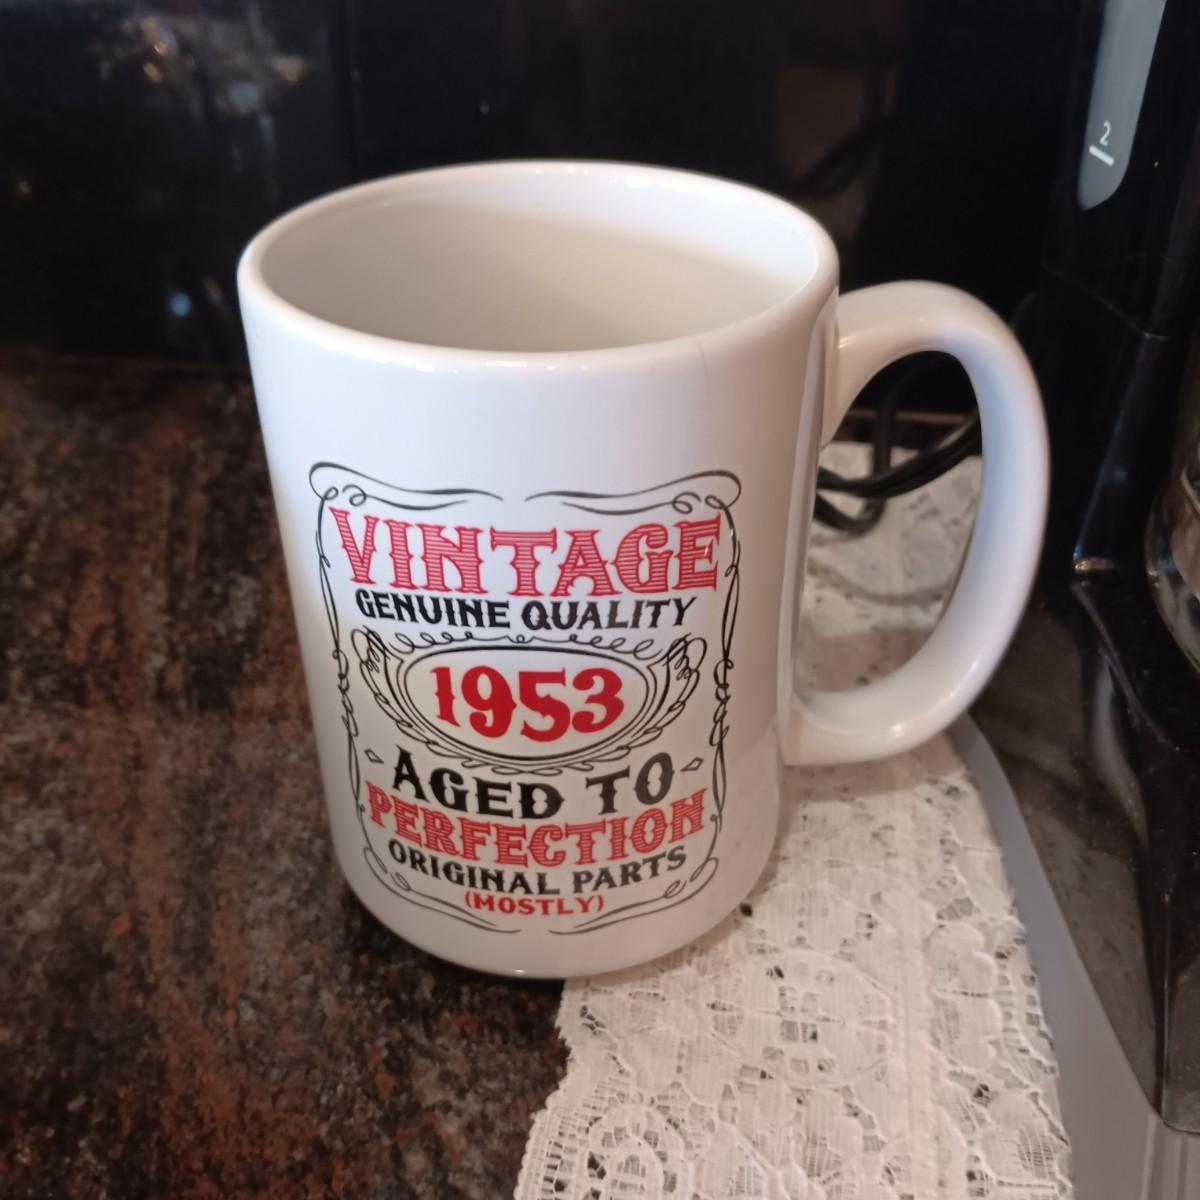 VINTAGE
GENUINE QUALITY
1953
AGED TO
PERFECTION
ORIGINAL PARTS
(MOSTLY)
2